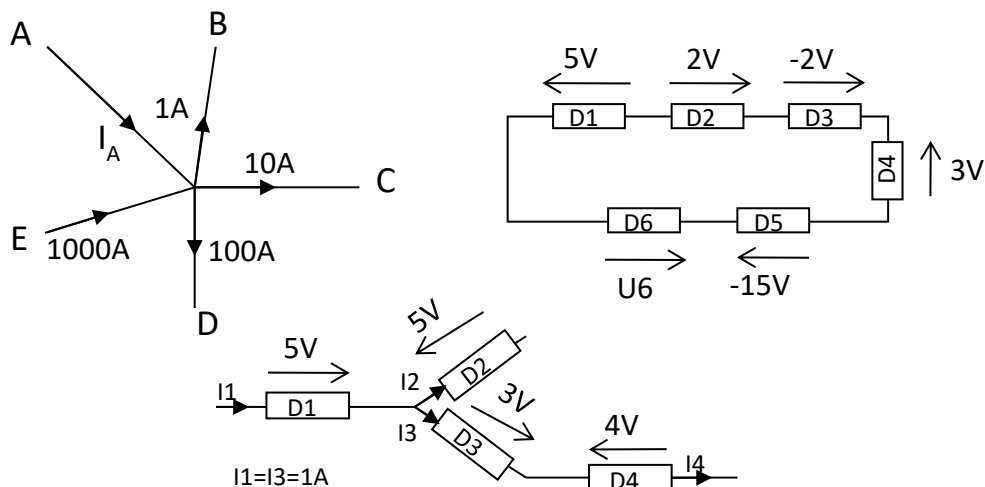 A
B
1A
I_A
10A
C
E
1000A
100A
D
5V
2V
-2V
D1
D2
D3
D4
3V
D6
D5
U6
-15V
5V
5V
I1
D1
I2
D2
I3
3V
D3
4V
D4
I4
I1=I3=1A